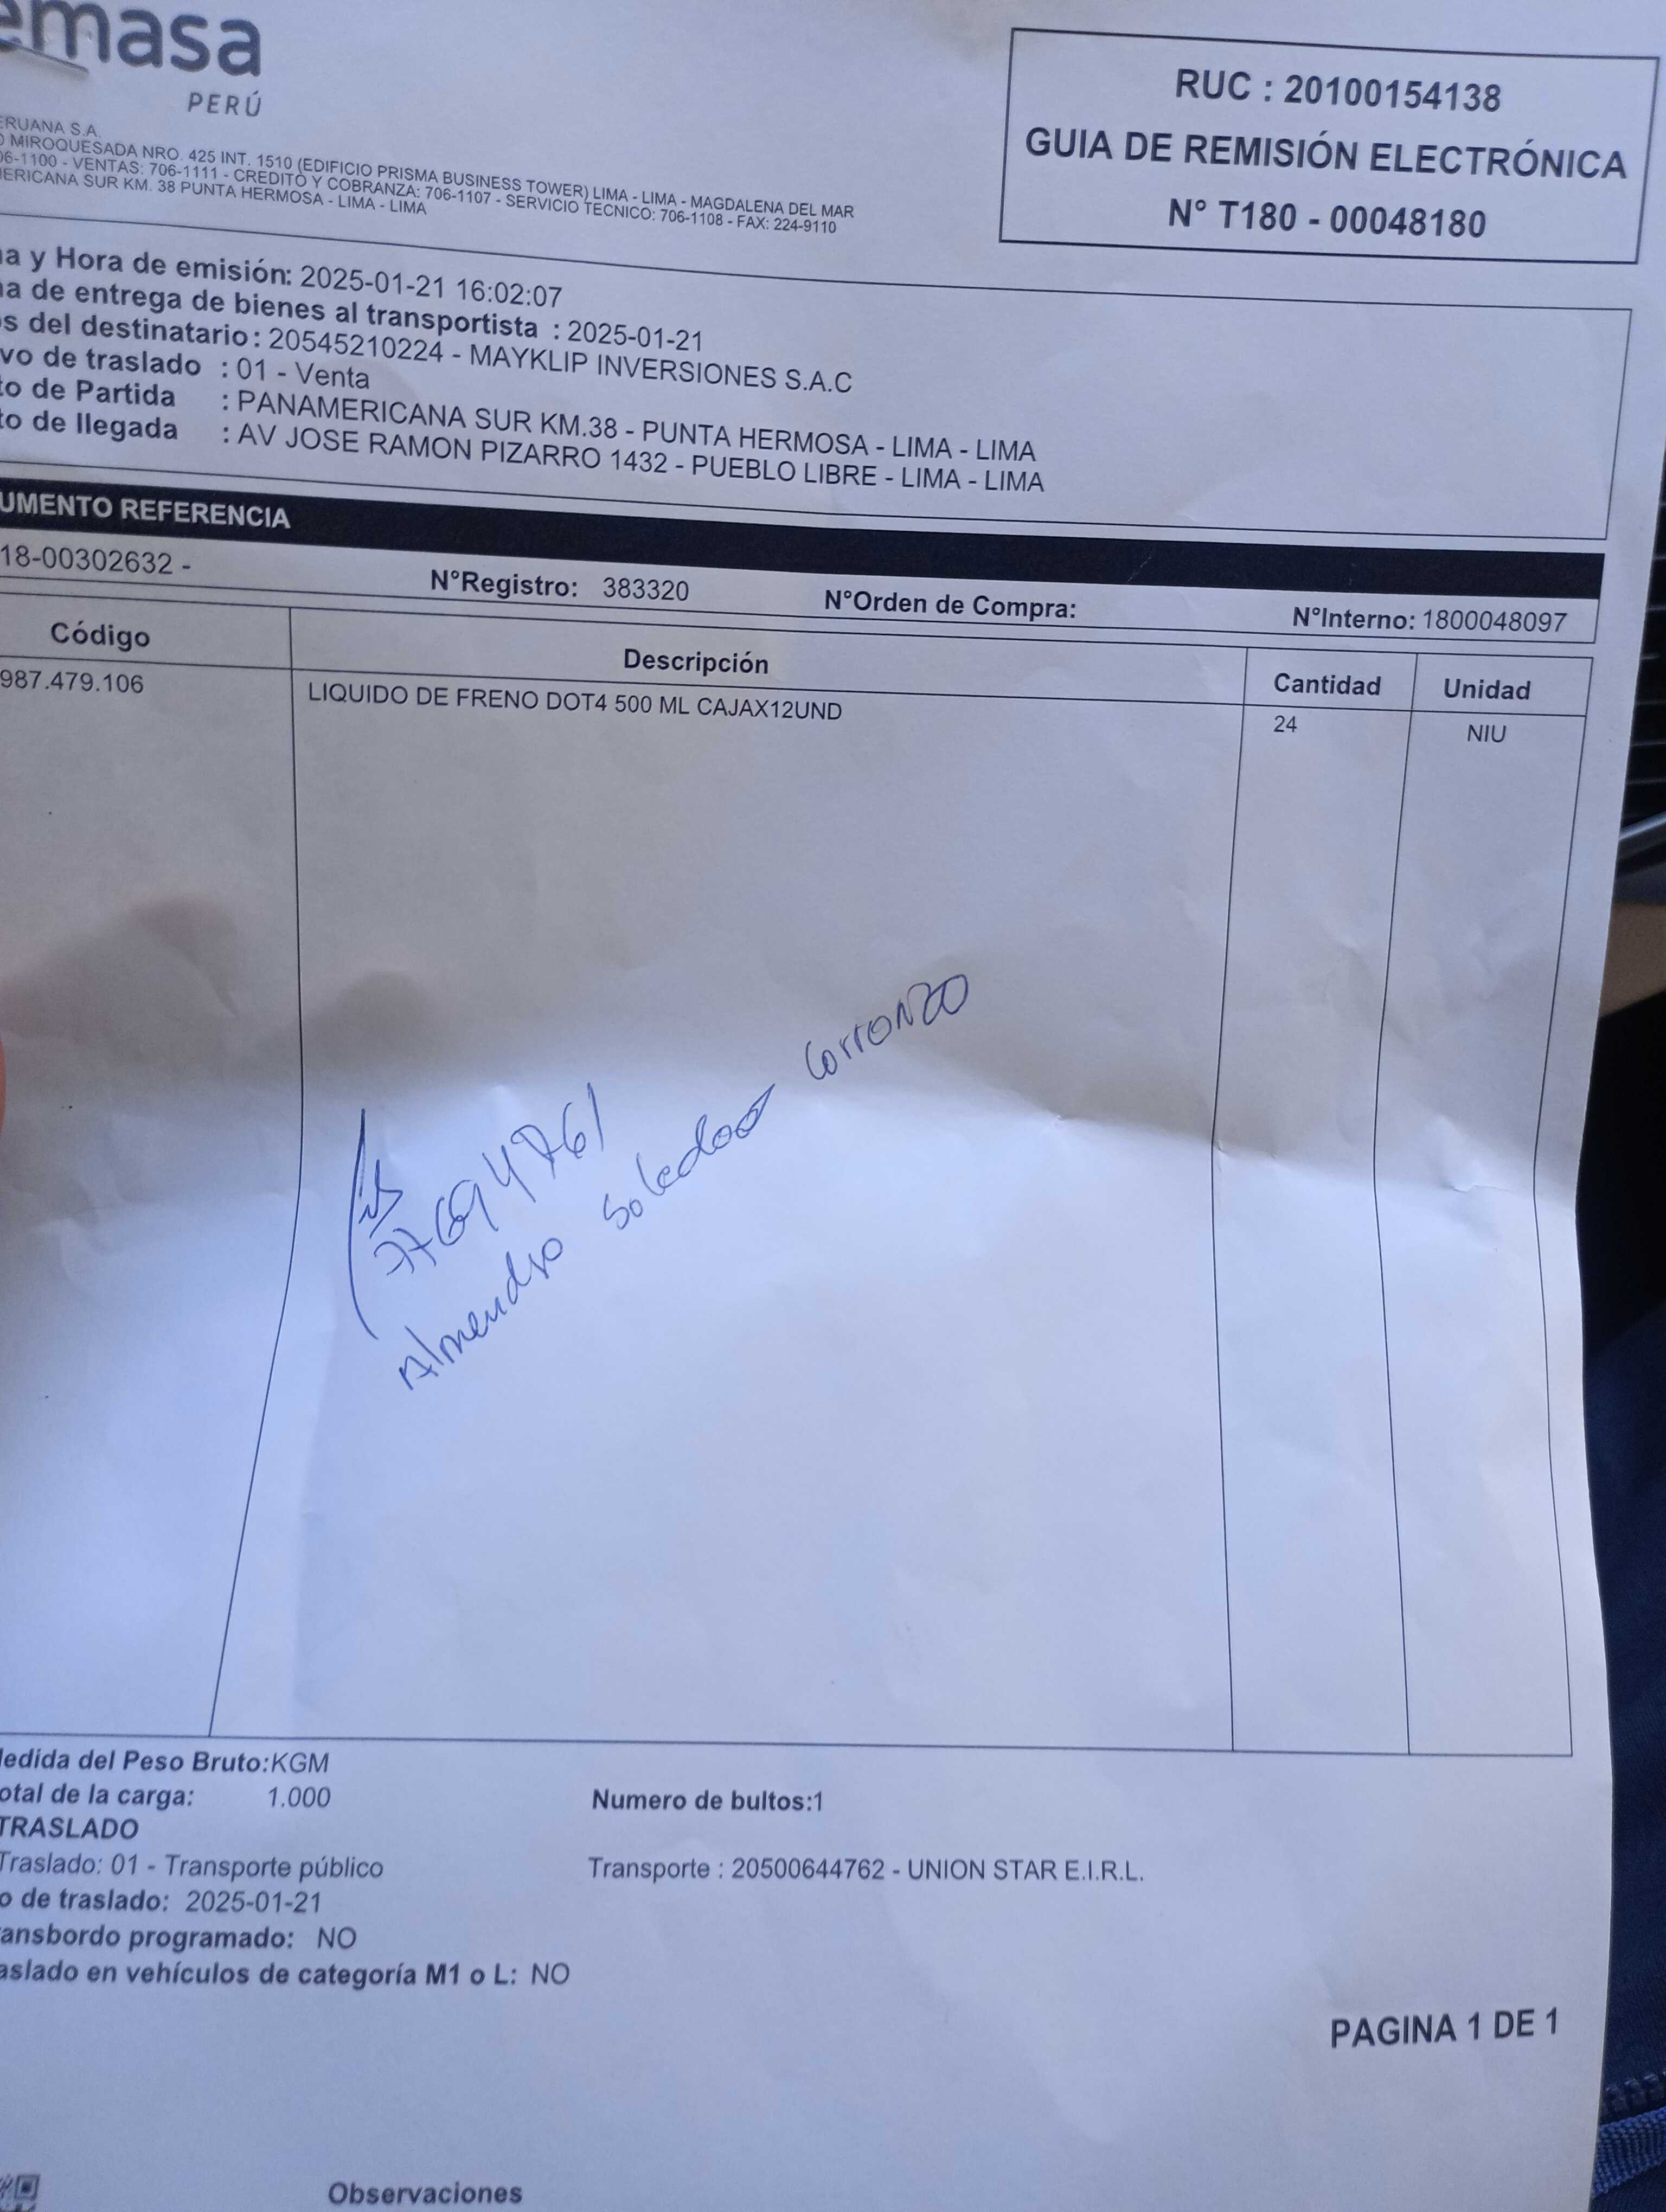 emasa
PERÚ
ERUANA S.A.
O MIROQUESADA NRO. 425 INT. 1510 (EDIFICIO PRISMA BUSINESS TOWER) LIMA - LIMA - MAGDALENA DEL MAR
06-1100 - VENTAS: 706-1111 - CREDITO Y COBRANZA: 706-1107 - SERVICIO TECNICO: 706-1108 - FAX: 224-9110
MERICANA SUR KM. 38 PUNTA HERMOSA - LIMA - LIMA
RUC : 20100154138
GUIA DE REMISIÓN ELECTRÓNICA
N° T180 - 00048180
a y Hora de emisión: 2025-01-21 16:02:07
a de entrega de bienes al transportista : 2025-01-21
s del destinatario : 20545210224 - MAYKLIP INVERSIONES S.A.C
vo de traslado : 01 - Venta
to de Partida : PANAMERICANA SUR KM.38 - PUNTA HERMOSA - LIMA - LIMA
to de llegada : AV JOSE RAMON PIZARRO 1432 - PUEBLO LIBRE - LIMA - LIMA
UMENTO REFERENCIA
18-00302632 - N°Registro: 383320 N°Orden de Compra: N°Interno: 1800048097
Código Descripción Cantidad Unidad
987.479.106 LIQUIDO DE FRENO DOT4 500 ML CAJAX12UND 24 NIU
Soledad
ledida del Peso Bruto:KGM
otal de la carga: 1.000 Numero de bultos:1
TRASLADO
Traslado: 01 - Transporte público Transporte : 20500644762 - UNION STAR E.I.R.L.
o de traslado: 2025-01-21
ansbordo programado: NO
aslado en vehículos de categoría M1 o L: NO
PAGINA 1 DE 1
Observaciones